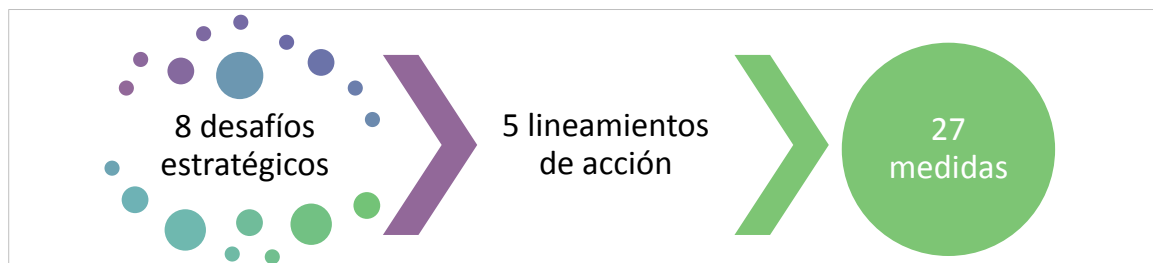 8 desafíos
estratégicos
5 lineamientos
de acción
27
medidas